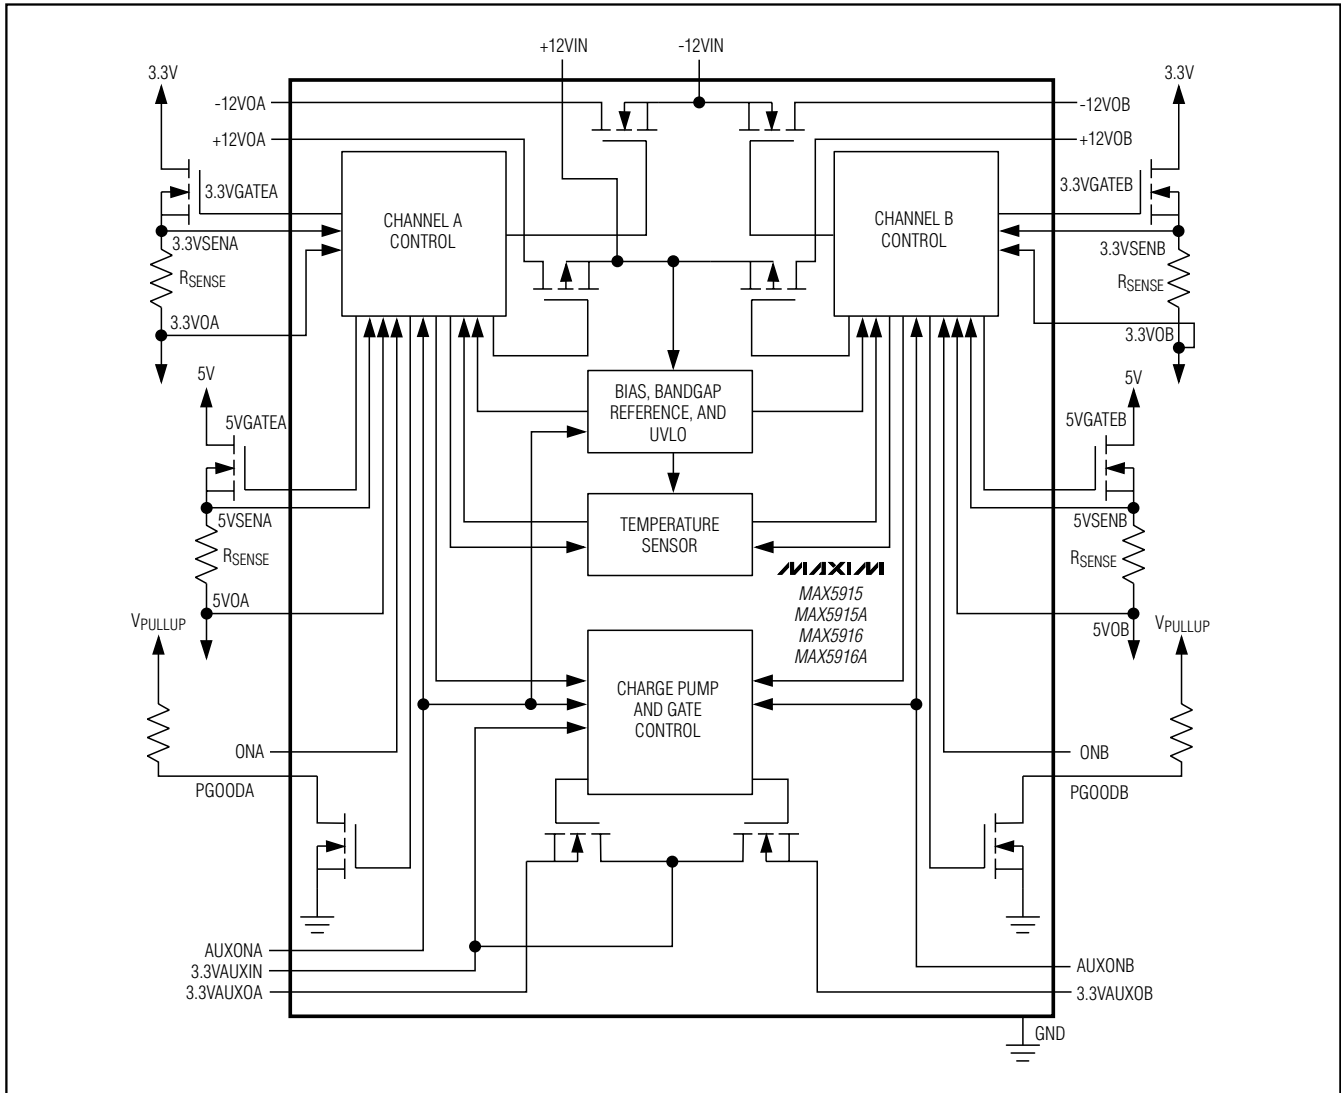 +12VIN
-12VIN
3.3V
3.3V
-12VOA
-12VOB
+12VOA
+12VOB
3.3VGATEA
3.3VGATEB
CHANNEL A
CONTROL
CHANNEL B
CONTROL
3.3VSENA
3.3VSENB
RSENSE
RSENSE
3.3VOA
3.3VOB
5V
5V
BIAS, BANDGAP
REFERENCE, AND
UVLO
5VGATEA
5VGATEB
5VSENA
5VSENB
TEMPERATURE
SENSOR
RSENSE
RSENSE
MAXIM
MAX5915
MAX5915A
MAX5916
MAX5916A
5VOA
5VOB
VPULLUP
VPULLUP
CHARGE PUMP
AND GATE
CONTROL
ONA
ONB
PGOODA
PGOODB
AUXONA
3.3VAUXIN
3.3VAUXOA
AUXONB
3.3VAUXOB
GND